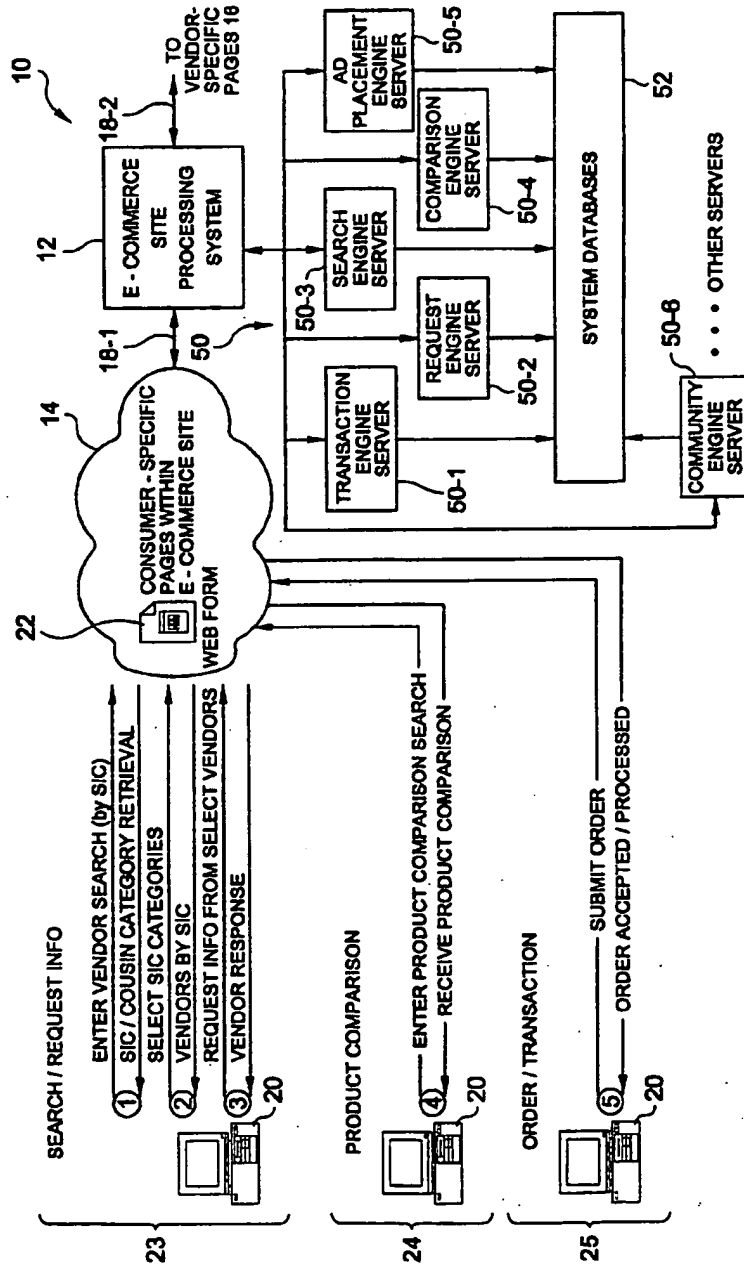 SEARCH / REQUEST INFO
ENTER VENDOR SEARCH (by SIC)
1
SIC / COUSIN CATEGORY RETRIEVAL
SELECT SIC CATEGORIES
2
VENDORS BY SIC
REQUEST INFO FROM SELECT VENDORS
3
VENDOR RESPONSE
20
23
PRODUCT COMPARISON
ENTER PRODUCT COMPARISON SEARCH
4
RECEIVE PRODUCT COMPARISON
20
24
ORDER / TRANSACTION
SUBMIT ORDER
5
ORDER ACCEPTED / PROCESSED
20
25
14
22
CONSUMER - SPECIFIC
PAGES WITHIN
E - COMMERCE SITE
WEB FORM
18-1
12
E - COMMERCE
SITE
PROCESSING
SYSTEM
10
18-2
TO
VENDOR-
SPECIFIC
PAGES 16
50
TRANSACTION
ENGINE
SERVER
50-1
REQUEST
ENGINE
SERVER
50-2
SEARCH
ENGINE
SERVER
50-3
COMPARISON
ENGINE
SERVER
50-4
AD
PLACEMENT
ENGINE
SERVER
50-5
SYSTEM DATABASES
52
COMMUNITY
ENGINE
SERVER
50-6
• • • OTHER SERVERS